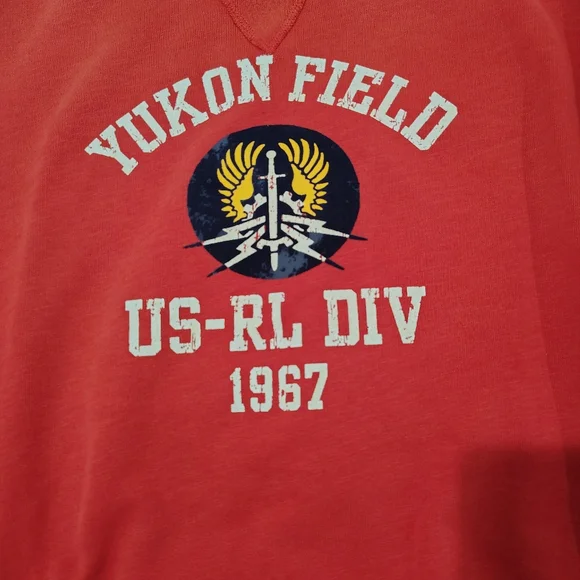 YUKON FIELD
US-RL DIV
1967